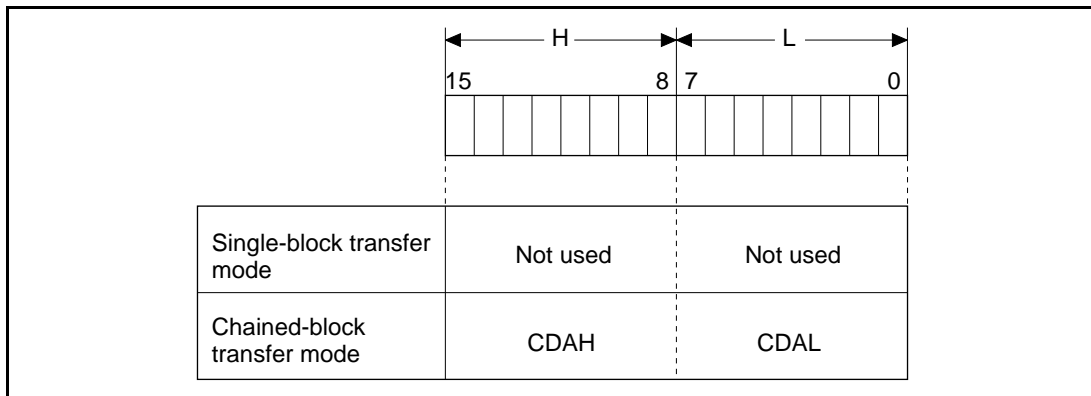 H L
15 8 7 0
Single-block transfer
mode
Not used Not used
Chained-block
transfer mode
CDAH CDAL